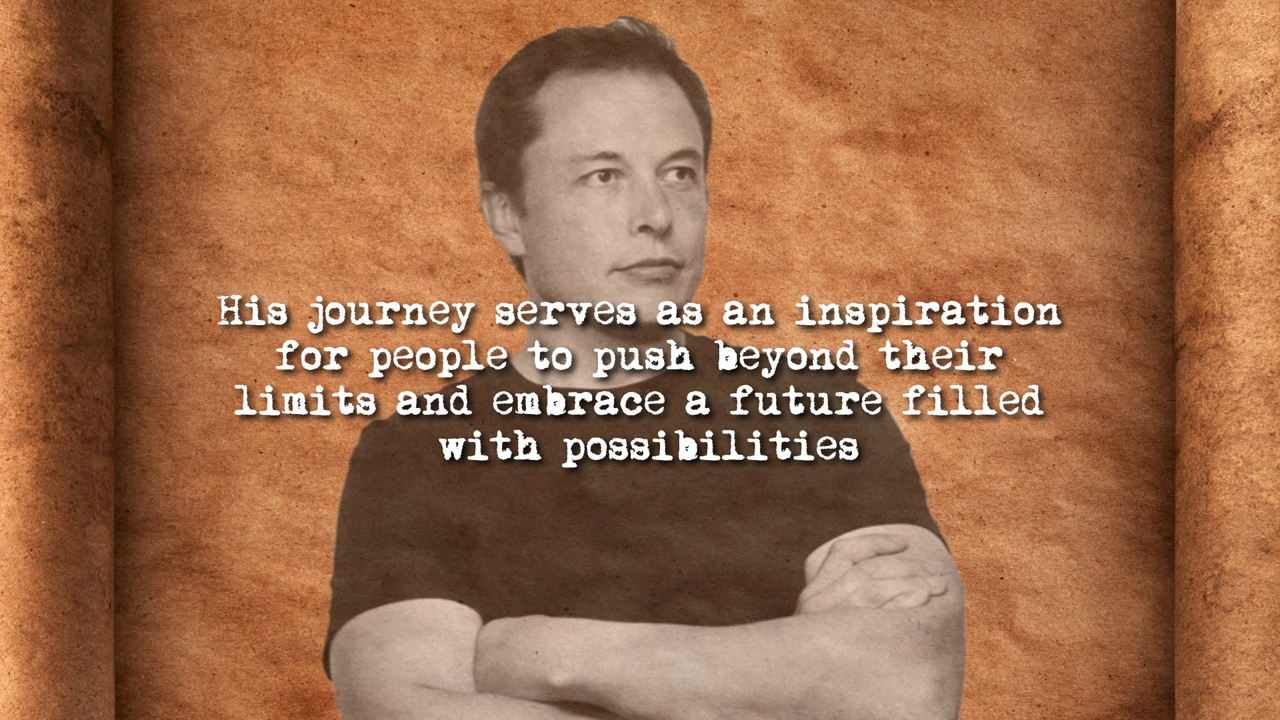 His journey serves as an inspiration
for people to push beyond their
limits and embrace a future filled
with possibilities